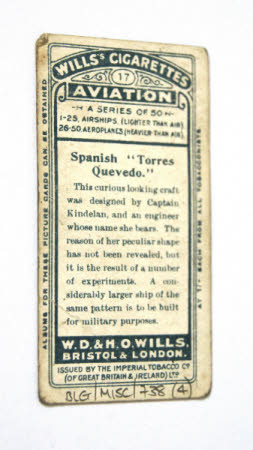 WILLS'S CIGARETTES
17
AVIATION
A SERIES OF 50
1-25, AIRSHIPS (LIGHTER THAN AIR)
26-50, AEROPLANES (HEAVIER THAN AIR)
Spanish "Torres
Quevedo."
This curious looking craft
was designed by Captain
Kindelan, and an engineer
whose name she bears. The
reason of her peculiar shape
has not been revealed, but
it is the result of a number
of experiments. A con-
siderably larger ship of the
same pattern is to be built
for military purposes.
W.D. & H.O. WILLS.
BRISTOL & LONDON.
ISSUED BY THE IMPERIAL TOBACCO Co
(OF GREAT BRITAIN & IRELAND) LTD
ALBUMS FOR THESE PICTURE CARDS CAN BE OBTAINED
EACH FROM ALL TOBACCONISTS
BLG/MISC/738 (4)